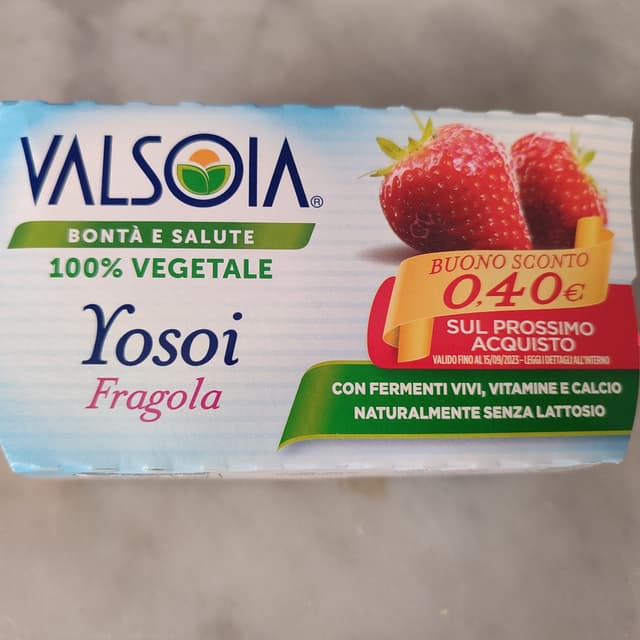 VALSOIA®
BONTÀ E SALUTE
100% VEGETALE
Yosoi
Fragola
BUONO SCONTO
0,40€
SUL PROSSIMO
ACQUISTO
VALIDO FINO AL 15/09/2023 - LEGGI I DETTAGLI ALL'INTERNO
CON FERMENTI VIVI, VITAMINE E CALCIO
NATURALMENTE SENZA LATTOSIO